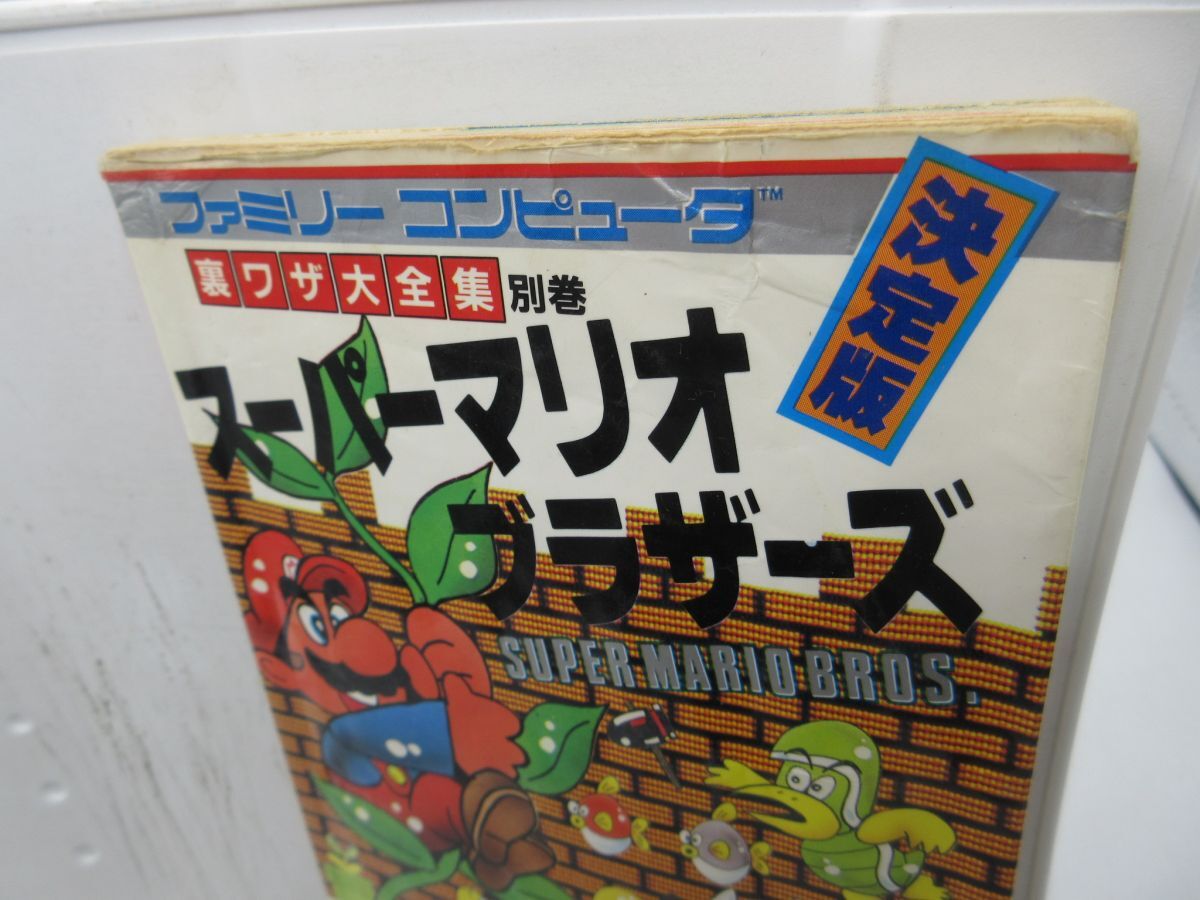 ファミリー コンピュータ™
決定版
裏ワザ大全集 別巻
スーパーマリオ
ブラザーズ
SUPER MARIO BROS.